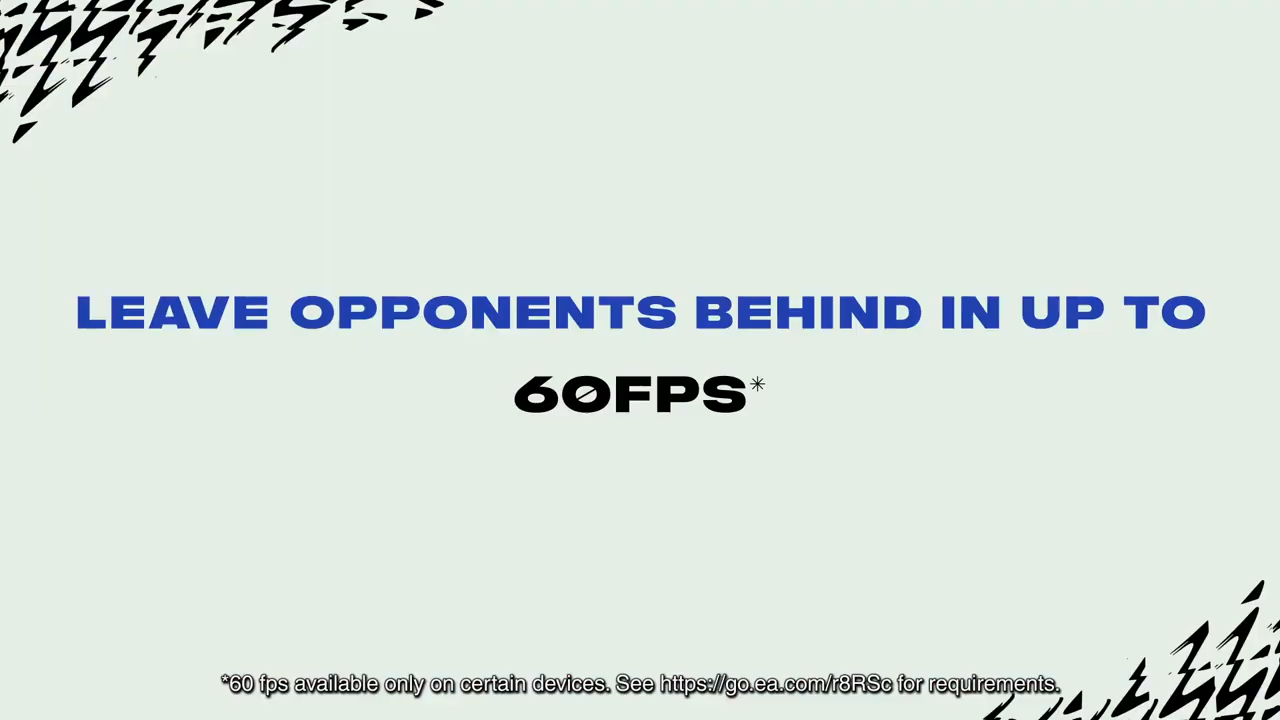 LEAVE OPPONENTS BEHIND IN UP TO
60FPS*
*60 fps available only on certain devices. See https://go.ea.com/r8RSc for requirements.